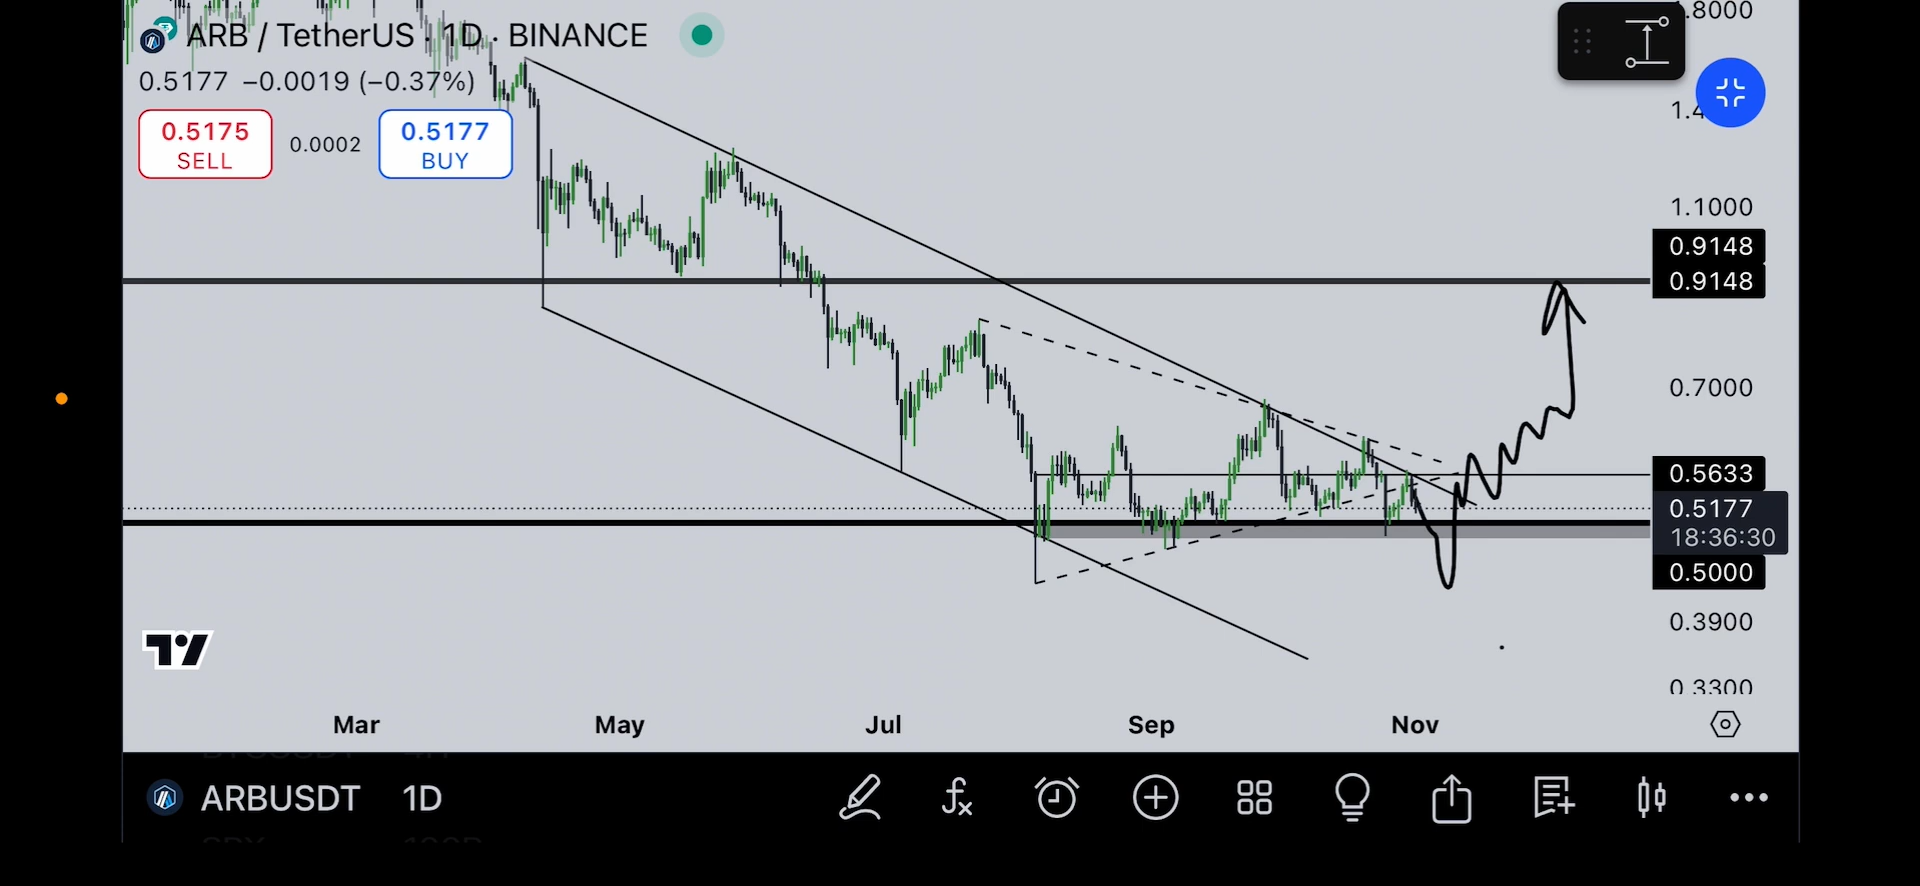 .8000
ARB / TetherUS · 1D · BINANCE
0.5177 −0.0019 (−0.37%)
1.4
0.5175
SELL
0.0002
0.5177
BUY
1.1000
0.9148
0.9148
0.7000
0.5633
0.5177
18:36:30
0.5000
0.3900
0.3300
Mar May Jul Sep Nov
ARBUSDT 1D